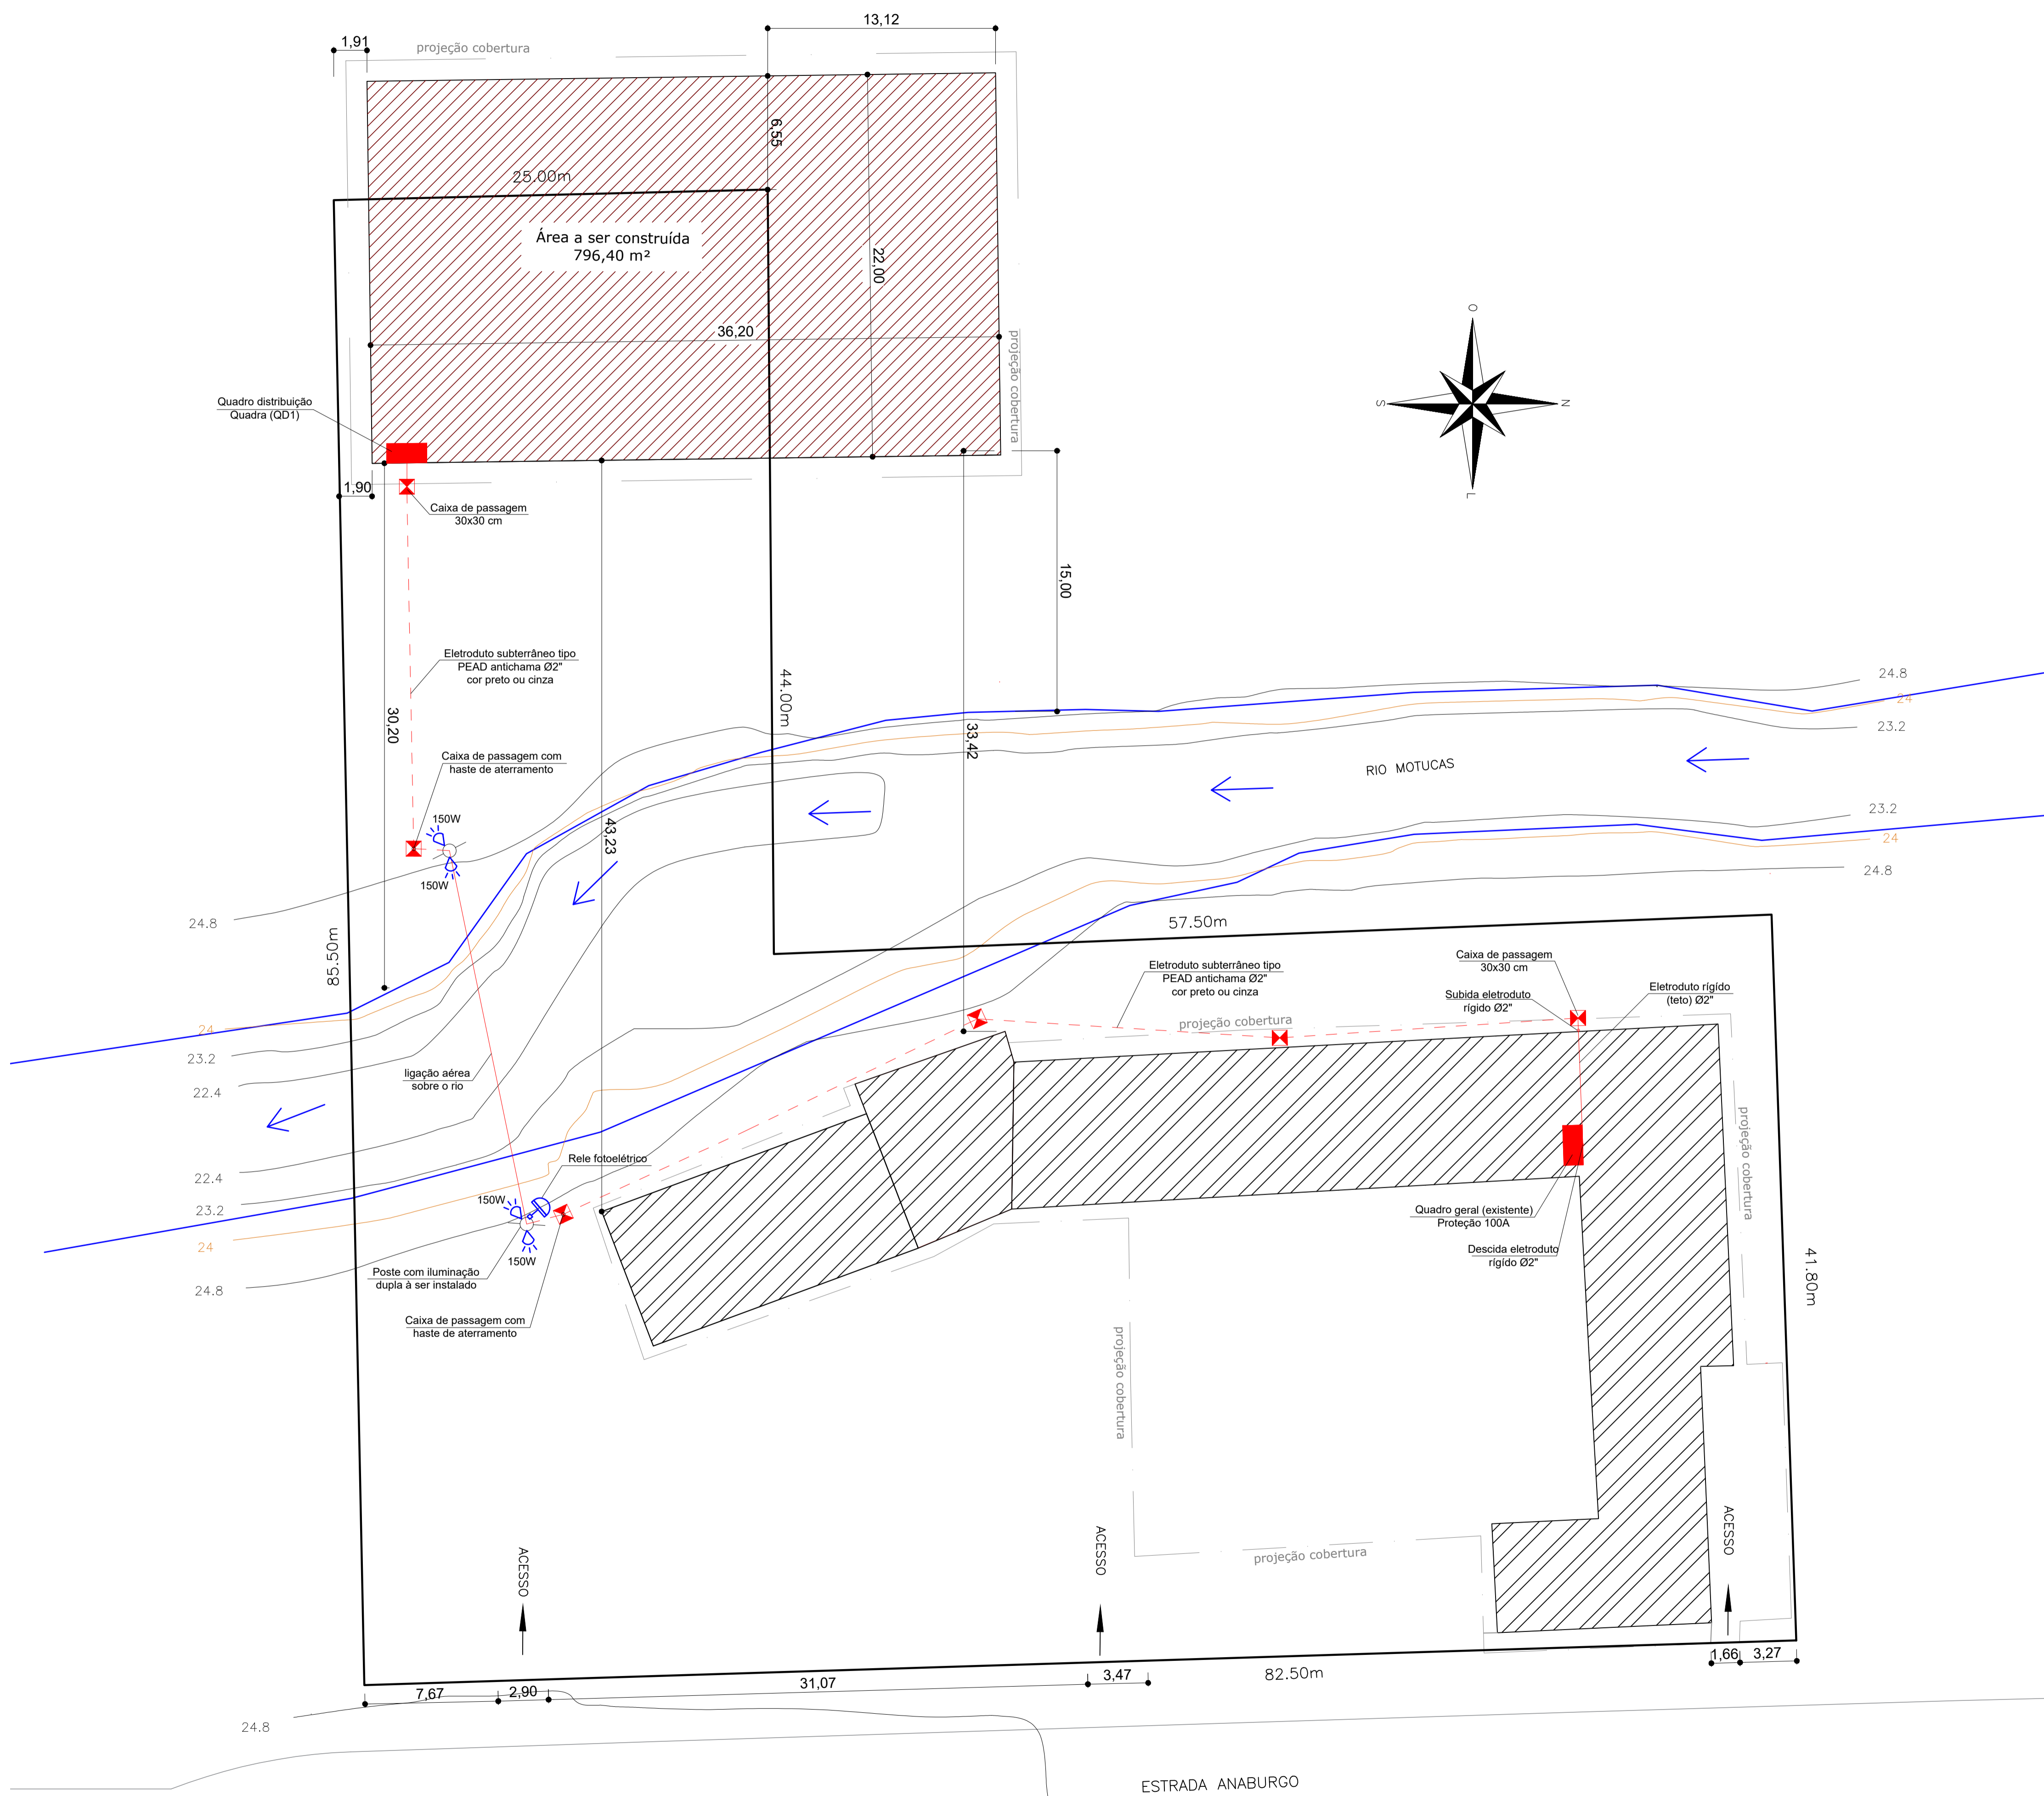 13,12
1,91
projeção cobertura
6,55
25.00m
Área a ser construída
796,40 m²
22,00
36,20
projeção cobertura
O
S
N
L
Quadro distribuição
Quadra (QD1)
1,90
Caixa de passagem
30x30 cm
15,00
Eletroduto subterrâneo tipo
PEAD antichama Ø2"
cor preto ou cinza
44.00m
30,20
33,42
24.8
24
23.2
RIO MOTUCAS
Caixa de passagem com
haste de aterramento
150W
150W
43,23
23.2
24
24.8
24.8
85.50m
57.50m
Caixa de passagem
30x30 cm
Eletroduto subterrâneo tipo
PEAD antichama Ø2"
cor preto ou cinza
Subida eletroduto
rígido Ø2"
Eletroduto rígído
(teto) Ø2"
projeção cobertura
24
23.2
22.4
ligação aérea
sobre o rio
projeção cobertura
Rele fotoelétrico
22.4
23.2
24
24.8
150W
150W
Quadro geral (existente)
Proteção 100A
Descida eletroduto
rígido Ø2"
41.80m
Poste com iluminação
dupla à ser instalado
Caixa de passagem com
haste de aterramento
projeção cobertura
projeção cobertura
ACESSO
ACESSO
ACESSO
7,67
2,90
31,07
3,47
82.50m
1,66
3,27
24.8
ESTRADA ANABURGO